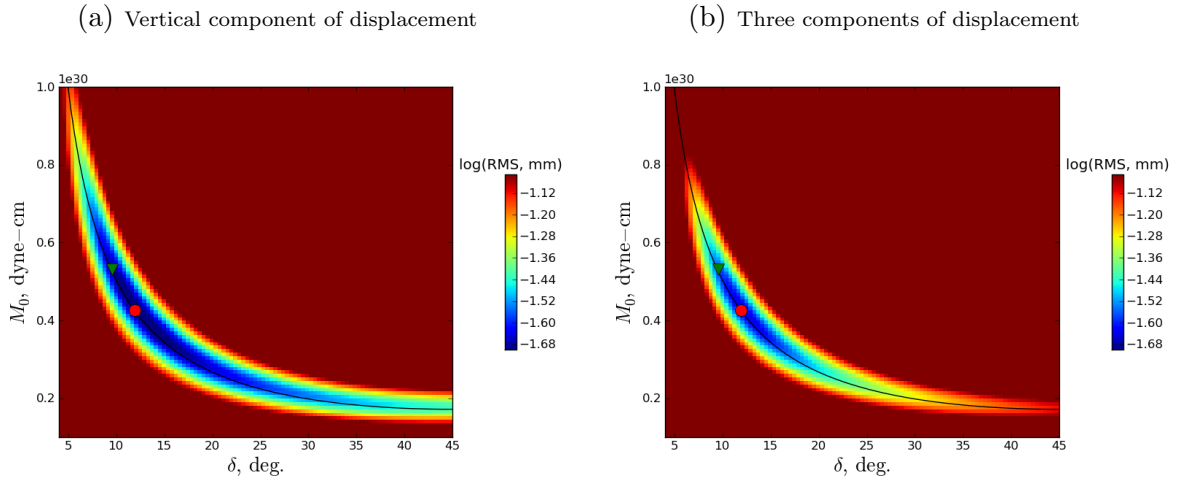 (a) Vertical component of displacement
1e30
1.0
0.8
0.6
0.4
0.2
M₀, dyne−cm
5 10 15 20 25 30 35 40 45
δ, deg.
log(RMS, mm)
−1.12
−1.20
−1.28
−1.36
−1.44
−1.52
−1.60
−1.68
(b) Three components of displacement
1e30
1.0
0.8
0.6
0.4
0.2
M₀, dyne−cm
5 10 15 20 25 30 35 40 45
δ, deg.
log(RMS, mm)
−1.12
−1.20
−1.28
−1.36
−1.44
−1.52
−1.60
−1.68